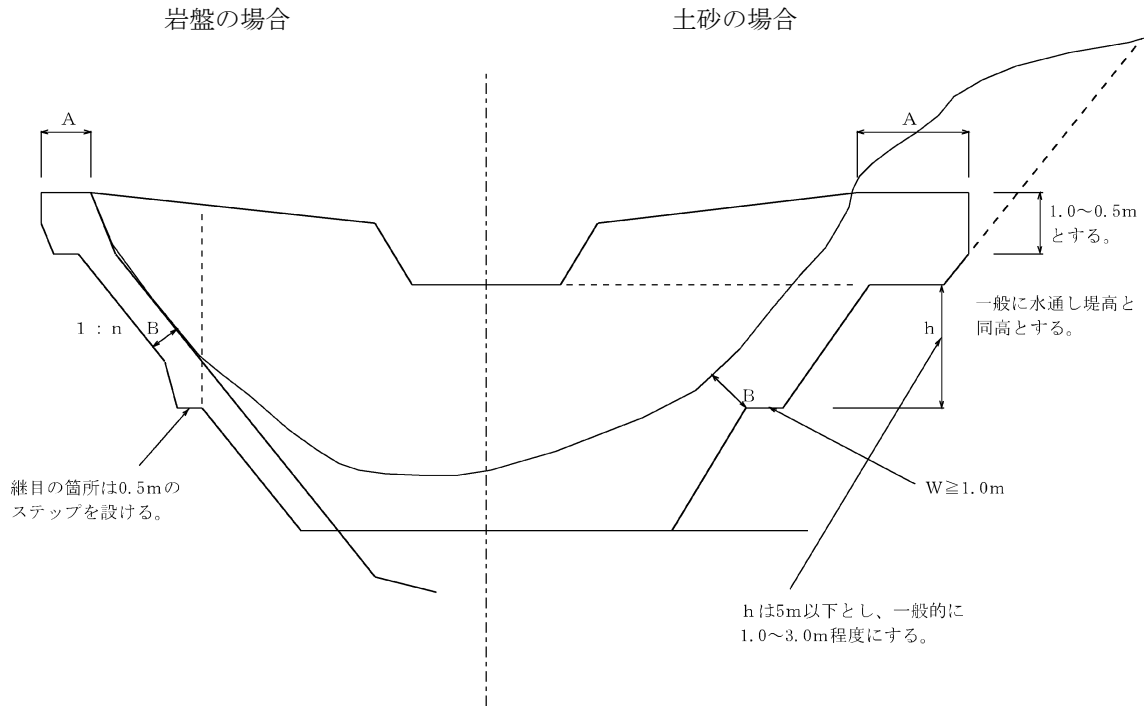 岩盤の場合
土砂の場合
A
A
1.0～0.5m
とする。
一般に水通し堤高と
同高とする。
h
1：n
B
B
継目の箇所は0.5mの
ステップを設ける。
W≧1.0m
hは5m以下とし、一般的に
1.0～3.0m程度にする。